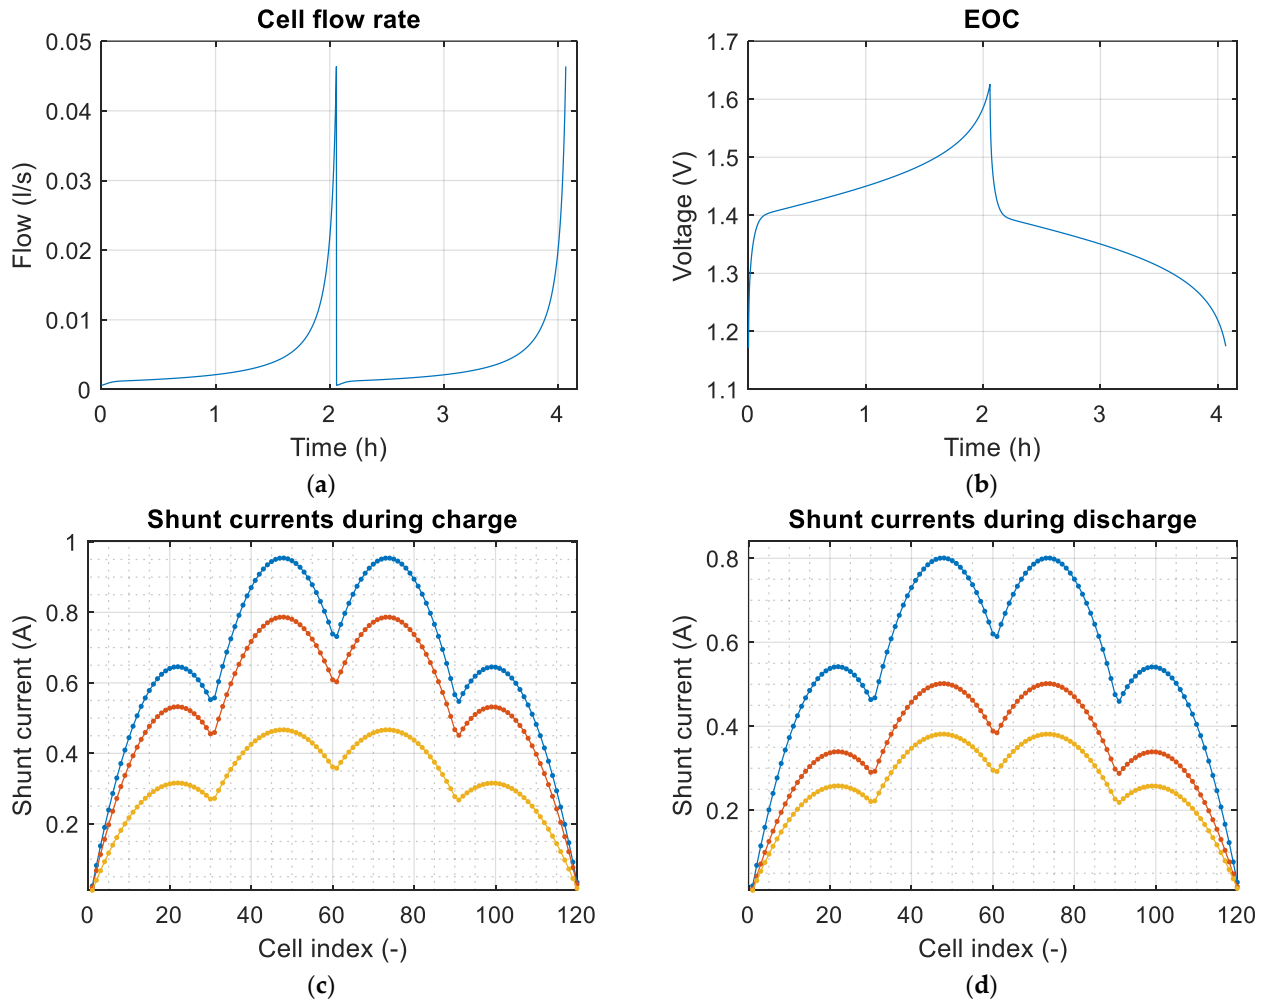 Cell flow rate
0.05
0.04
0.03
0.02
0.01
0
Flow (l/s)
0 1 2 3 4
Time (h)
(a)
EOC
1.7
1.6
1.5
1.4
1.3
1.2
1.1
Voltage (V)
0 1 2 3 4
Time (h)
(b)
Shunt currents during charge
1
0.8
0.6
0.4
0.2
Shunt current (A)
0 20 40 60 80 100 120
Cell index (-)
(c)
Shunt currents during discharge
0.8
0.6
0.4
0.2
Shunt current (A)
0 20 40 60 80 100 120
Cell index (-)
(d)